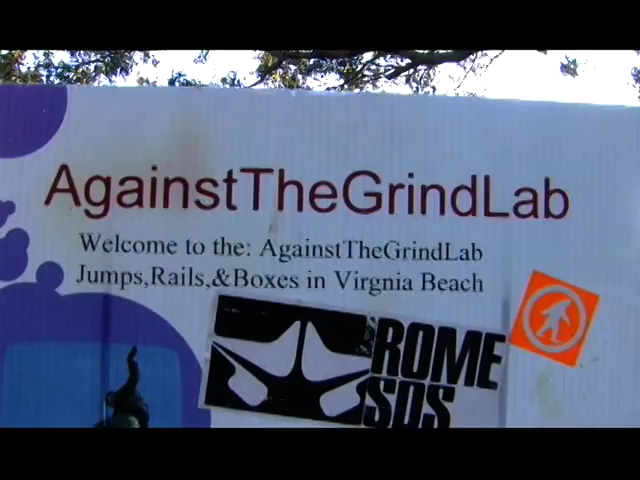 AgainstTheGrindLab
Welcome to the: AgainstTheGrindLab
Jumps,Rails,&Boxes in Virgnia Beach
ROME
SDS